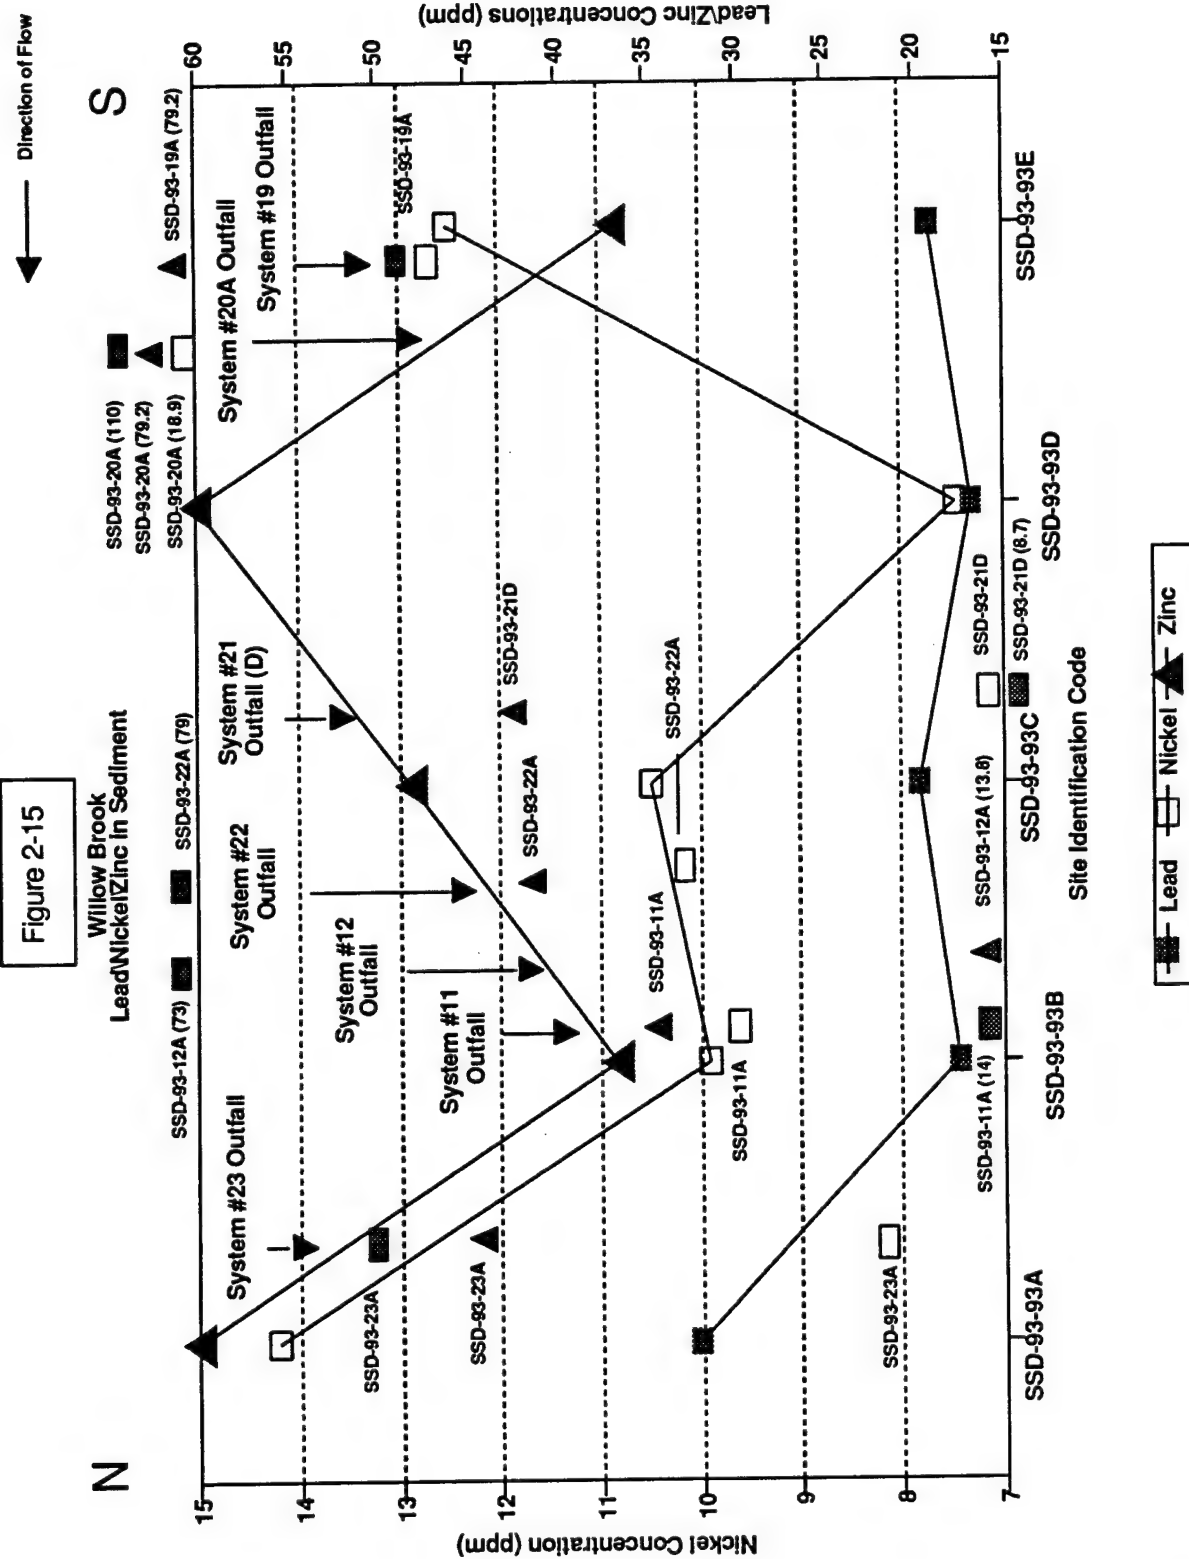 Figure 2-15
Willow Brook
Lead\Nickel\Zinc in Sediment
Direction of Flow
N
S
Nickel Concentration (ppm)
15
14
13
12
11
10
9
8
7
Lead\Zinc Concentrations (ppm)
60
55
50
45
40
35
30
25
20
15
SSD-93-12A (73)
SSD-93-22A (79)
SSD-93-20A (110)
SSD-93-20A (79.2)
SSD-93-20A (18.9)
SSD-93-19A (79.2)
System #23 Outfall
System #11
Outfall
System #12
Outfall
System #22
Outfall
System #21
Outfall (D)
System #20A Outfall
System #19 Outfall
SSD-93-19A
SSD-93-23A
SSD-93-23A
SSD-93-23A
SSD-93-11A
SSD-93-11A
SSD-93-11A (14)
SSD-93-22A
SSD-93-22A
SSD-93-21D
SSD-93-12A (13.8)
SSD-93-21D
SSD-93-21D (8.7)
SSD-93-93A
SSD-93-93B
SSD-93-93C
SSD-93-93D
SSD-93-93E
Site Identification Code
Lead
Nickel
Zinc